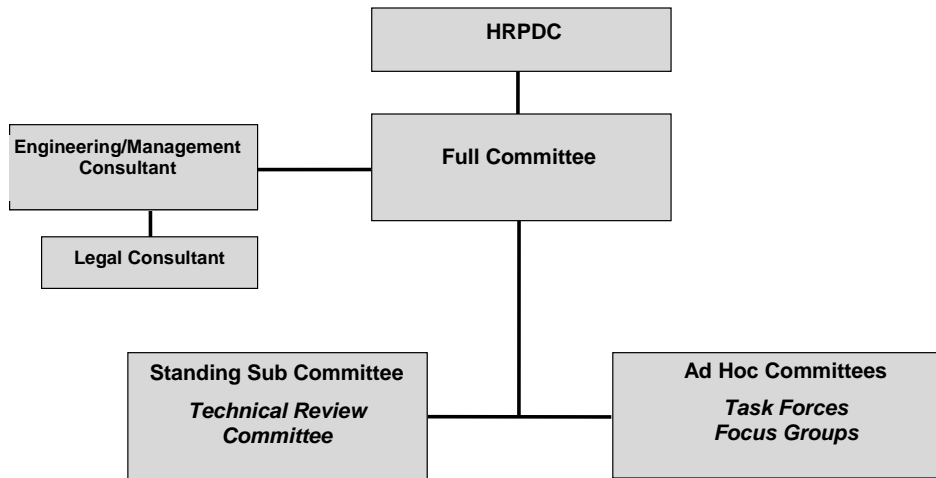 HRPDC
Engineering/Management
Consultant
Full Committee
Legal Consultant
Standing Sub Committee
Technical Review
Committee
Ad Hoc Committees
Task Forces
Focus Groups